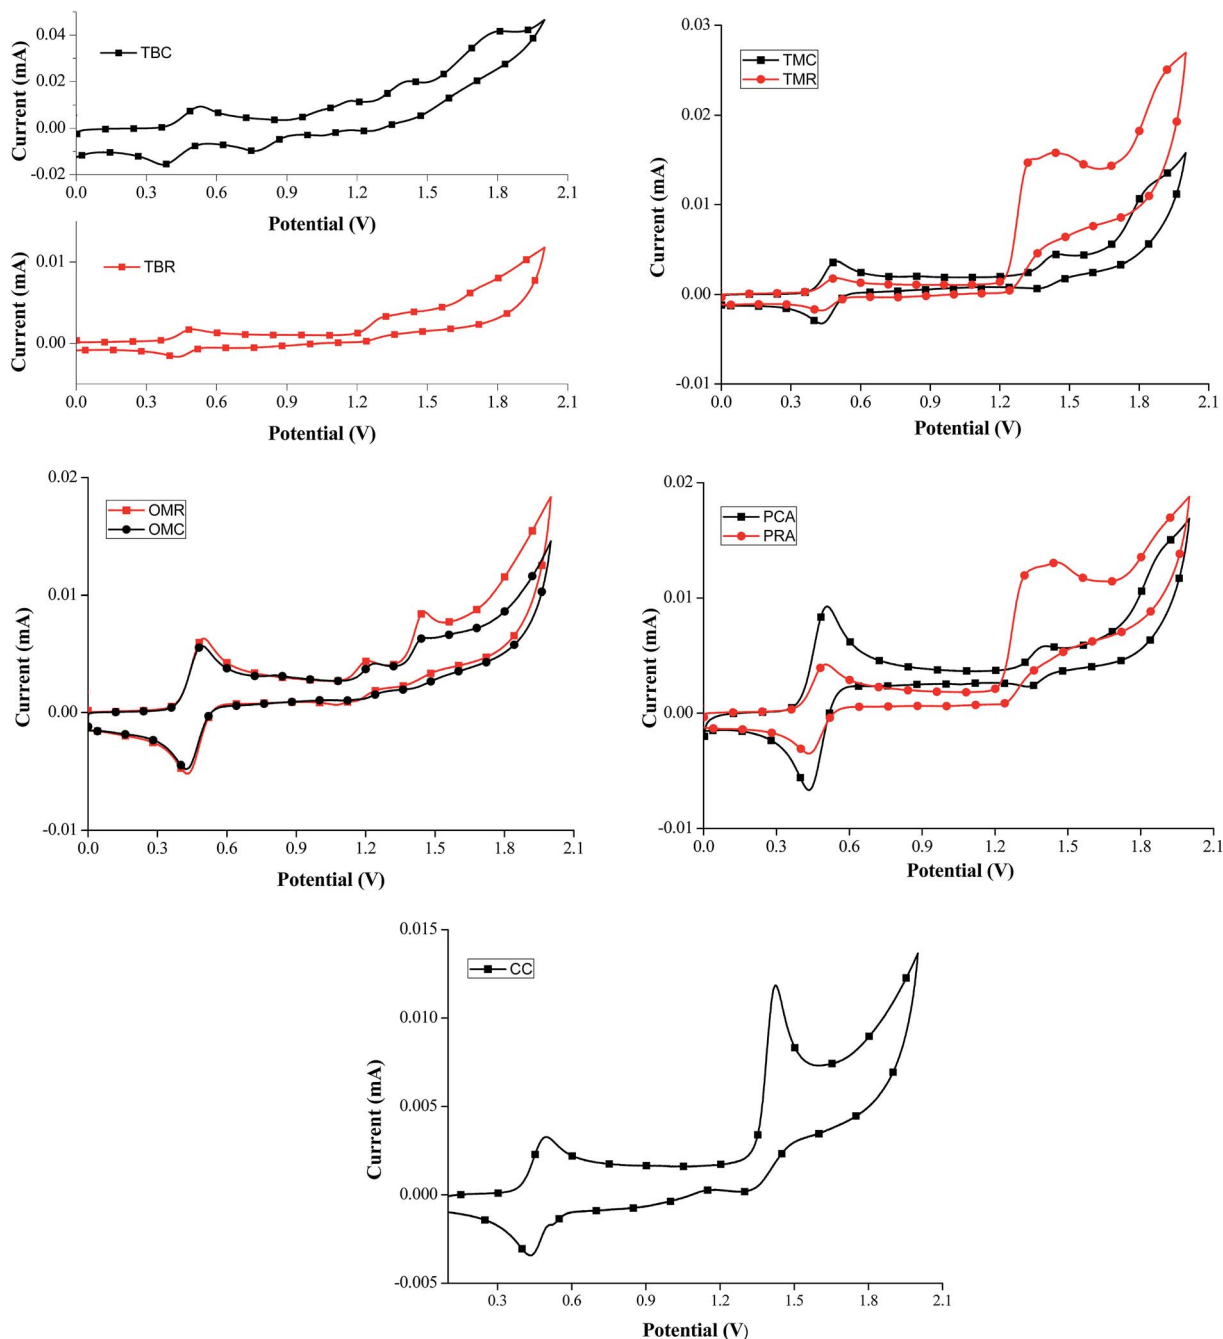 0.04
0.02
0.00
-0.02
Current (mA)
TBC
0.0 0.3 0.6 0.9 1.2 1.5 1.8 2.1
Potential (V)
0.01
0.00
Current (mA)
TBR
0.0 0.3 0.6 0.9 1.2 1.5 1.8 2.1
Potential (V)
0.03
0.02
0.01
0.00
-0.01
Current (mA)
TMC
TMR
0.0 0.3 0.6 0.9 1.2 1.5 1.8 2.1
Potential (V)
0.02
0.01
0.00
-0.01
Current (mA)
OMR
OMC
0.0 0.3 0.6 0.9 1.2 1.5 1.8 2.1
Potential (V)
0.02
0.01
0.00
-0.01
Current (mA)
PCA
PRA
0.0 0.3 0.6 0.9 1.2 1.5 1.8 2.1
Potential (V)
0.015
0.010
0.005
0.000
-0.005
Current (mA)
CC
0.3 0.6 0.9 1.2 1.5 1.8 2.1
Potential (V)